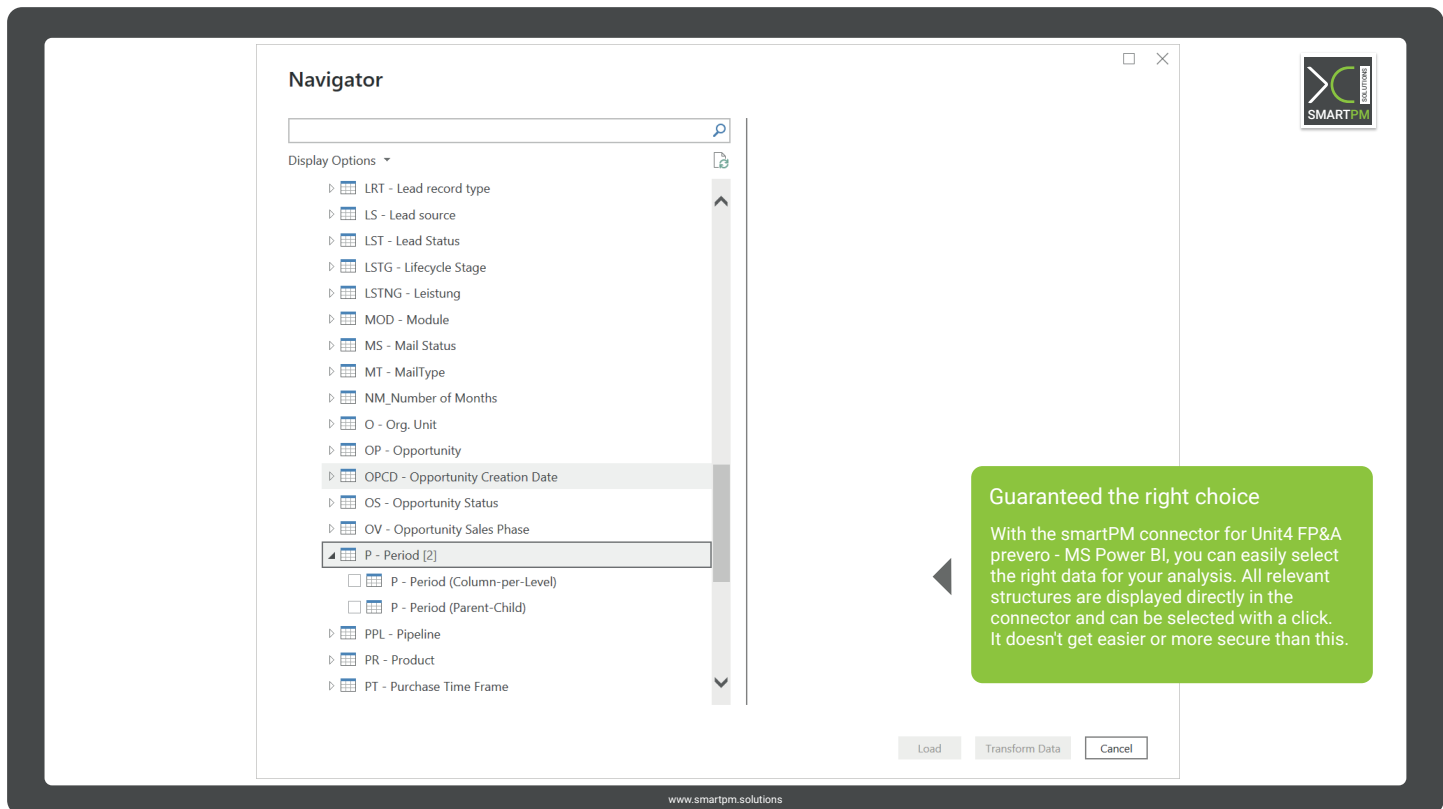 Navigator
Display Options
LRT - Lead record type
LS - Lead source
LST - Lead Status
LSTG - Lifecycle Stage
LSTNG - Leistung
MOD - Module
MS - Mail Status
MT - MailType
NM_Number of Months
O - Org. Unit
OP - Opportunity
OPCD - Opportunity Creation Date
OS - Opportunity Status
OV - Opportunity Sales Phase
P - Period [2]
P - Period (Column-per-Level)
P - Period (Parent-Child)
PPL - Pipeline
PR - Product
PT - Purchase Time Frame
Load
Transform Data
Cancel
SOLUTIONS
SMARTPM
Guaranteed the right choice
With the smartPM connector for Unit4 FP&A
prevero - MS Power BI, you can easily select
the right data for your analysis. All relevant
structures are displayed directly in the
connector and can be selected with a click.
It doesn't get easier or more secure than this.
www.smartpm.solutions